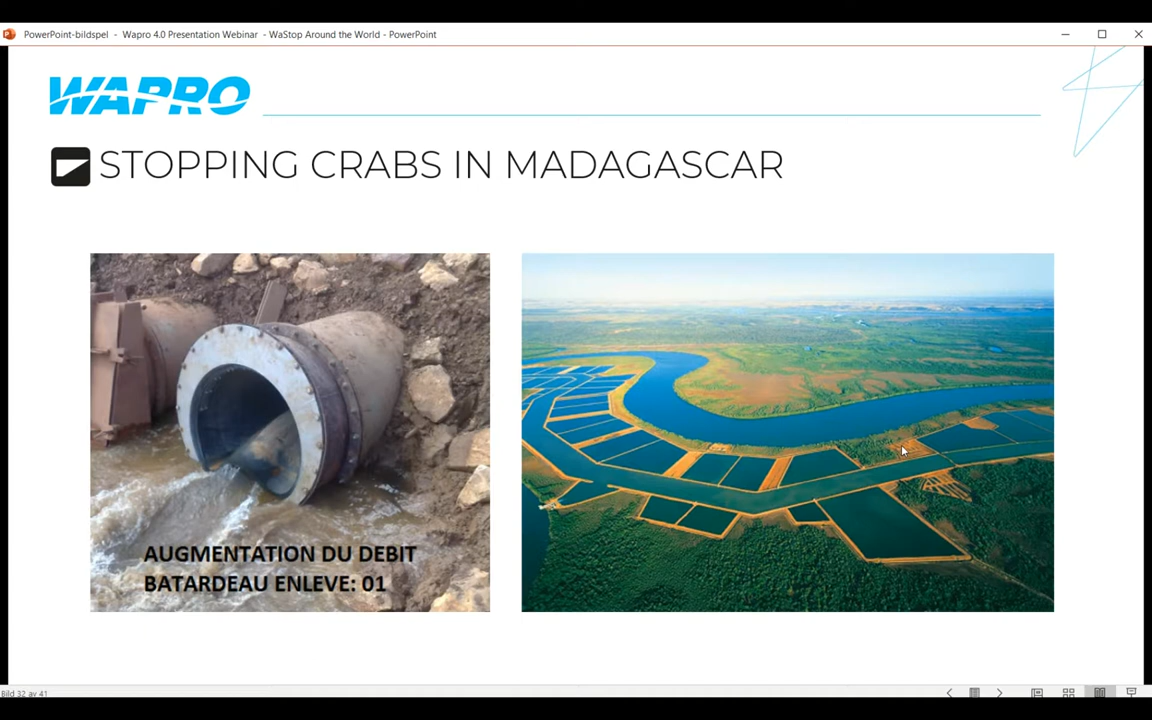 PowerPoint-bildspel - Wapro 4.0 Presentation Webinar - WaStop Around the World - PowerPoint
WAPRO
STOPPING CRABS IN MADAGASCAR
AUGMENTATION DU DEBIT
BATARDEAU ENLEVE: 01
Bild 32 av 41